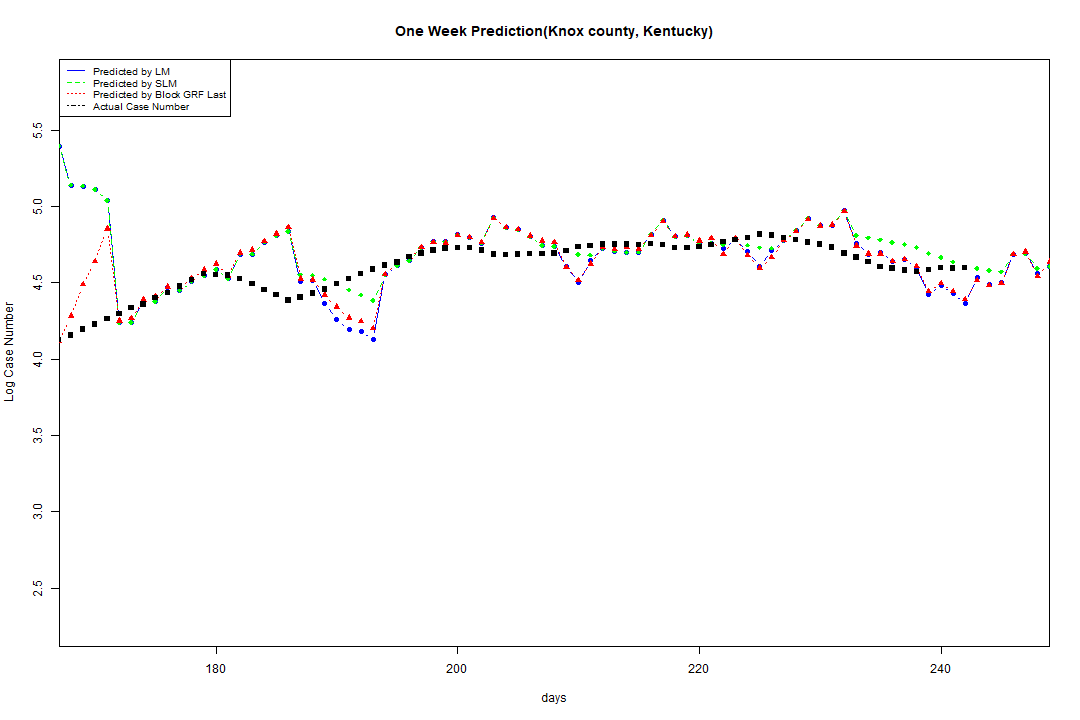 One Week Prediction(Knox county, Kentucky)
Predicted by LM
Predicted by SLM
Predicted by Block GRF Last
Actual Case Number
5.5
5.0
4.5
4.0
3.5
3.0
2.5
Log Case Number
180
200
220
240
days